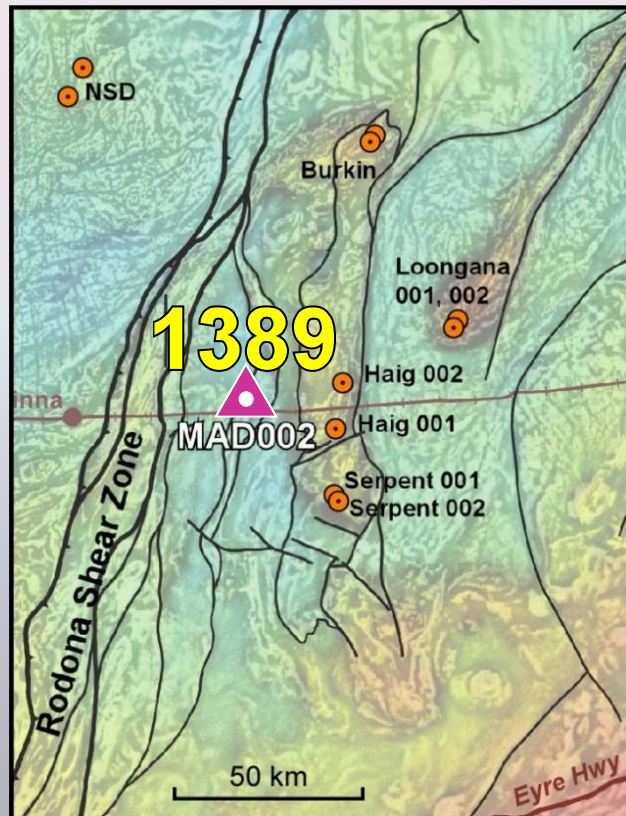 NSD
Burkin
Loongana
001, 002
1389
Haig 002
inna
MAD002
Haig 001
Serpent 001
Serpent 002
Rodona Shear Zone
50 km
Eyre Hwy